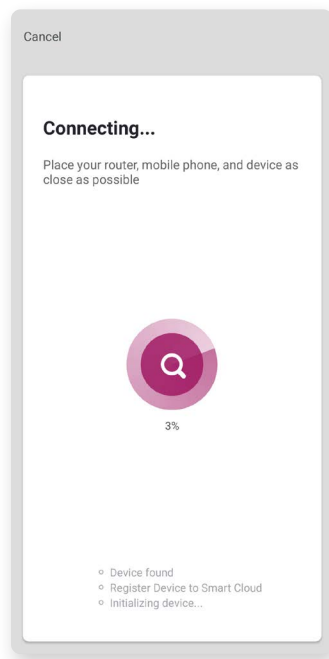 Cancel
Connecting...
Place your router, mobile phone, and device as
close as possible
3%
Device found
Register Device to Smart Cloud
Initializing device...